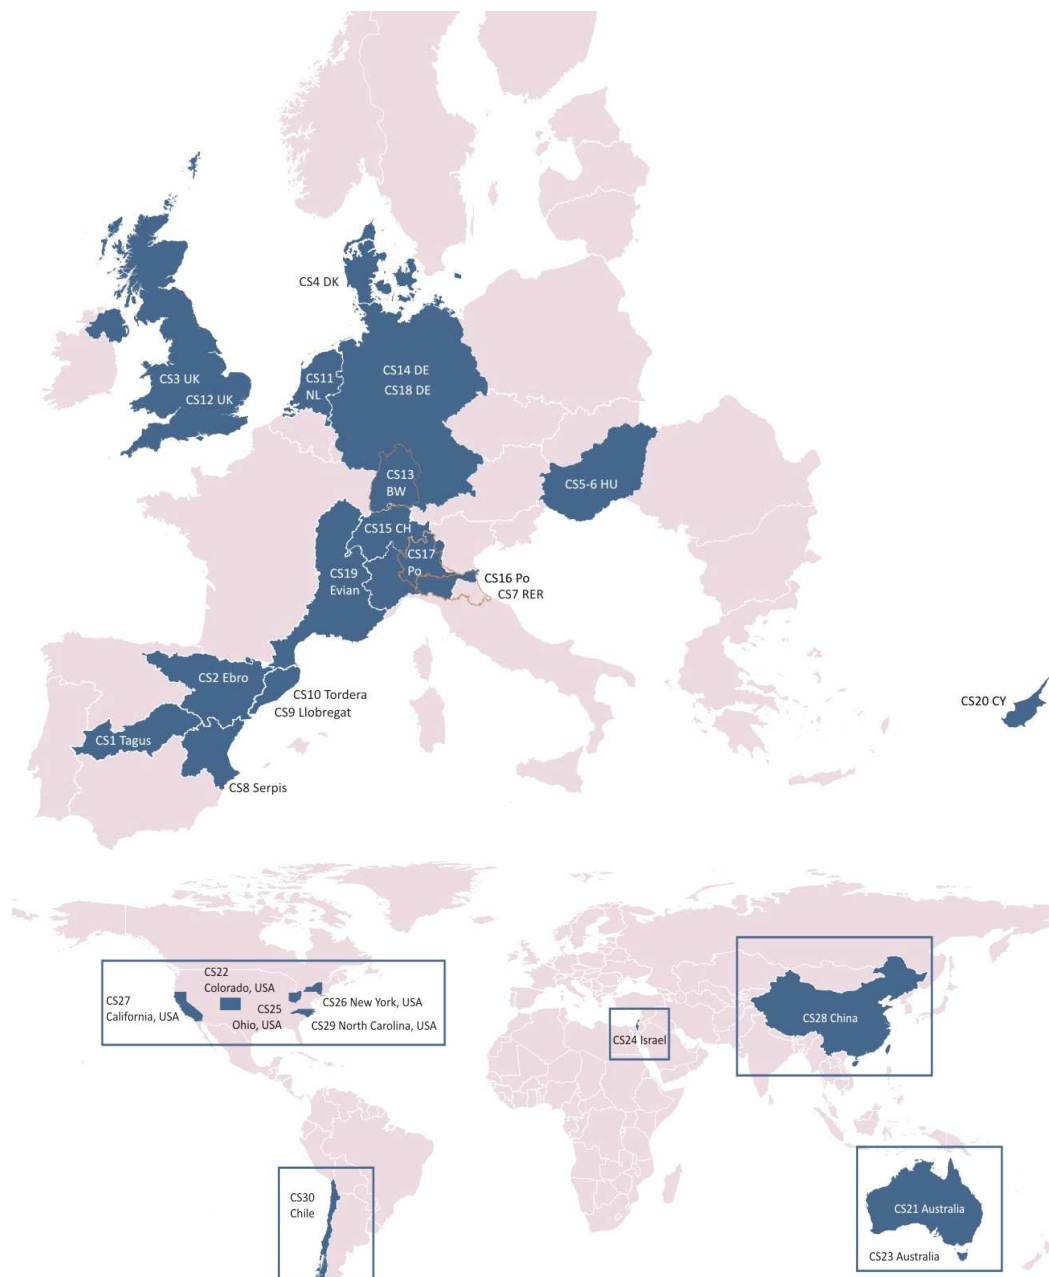 CS4 DK
CS3 UK
CS12 UK
CS11
NL
CS14 DE
CS18 DE
CS13
BW
CS5-6 HU
CS15 CH
CS17
Po
CS19
Evian
CS16 Po
CS7 RER
CS2 Ebro
CS10 Tordera
CS9 Llobregat
CS1 Tagus
CS8 Serpis
CS20 CY
CS22
Colorado, USA
CS27
California, USA
CS25
Ohio, USA
CS26 New York, USA
CS29 North Carolina, USA
CS24 Israel
CS28 China
CS30
Chile
CS21 Australia
CS23 Australia